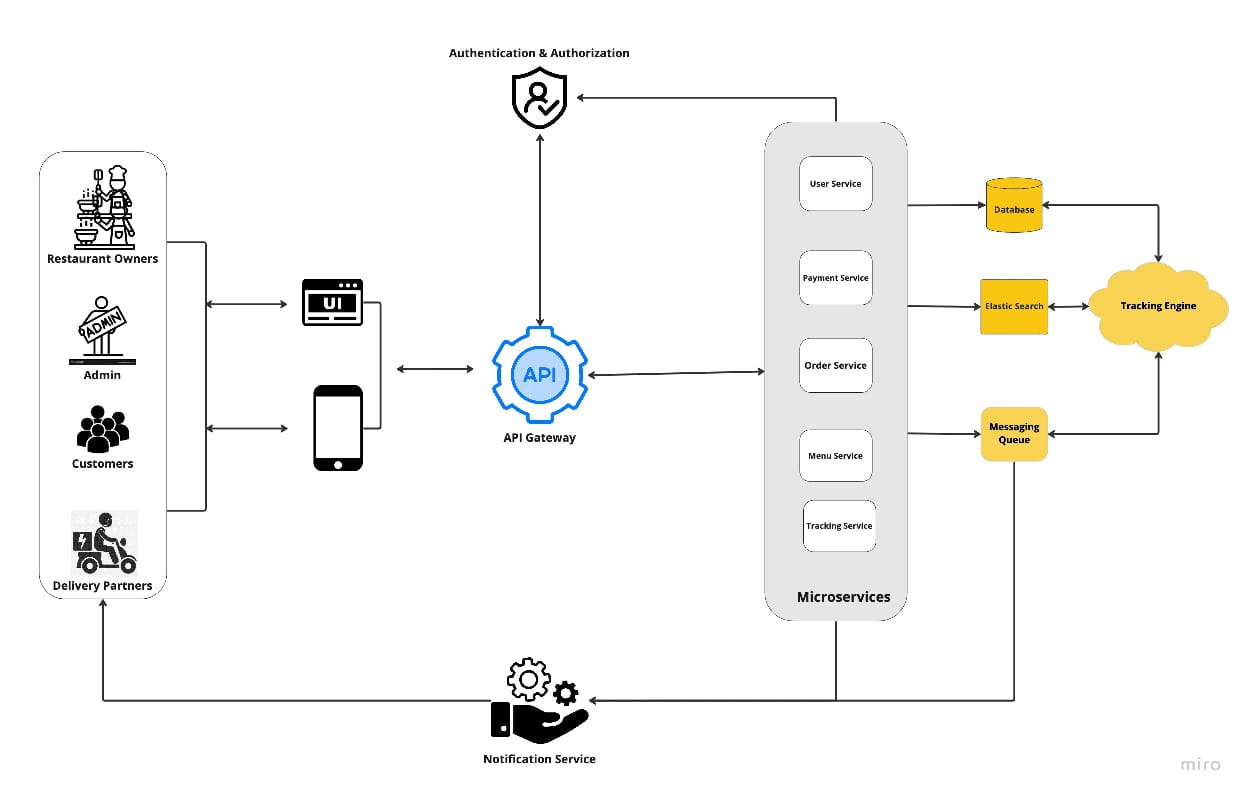 Authentication & Authorization
Restaurant Owners
ADMIN
Admin
Customers
Delivery Partners
UI
API
API Gateway
User Service
Payment Service
Order Service
Menu Service
Tracking Service
Microservices
Database
Elastic Search
Messaging
Queue
Tracking Engine
Notification Service
miro